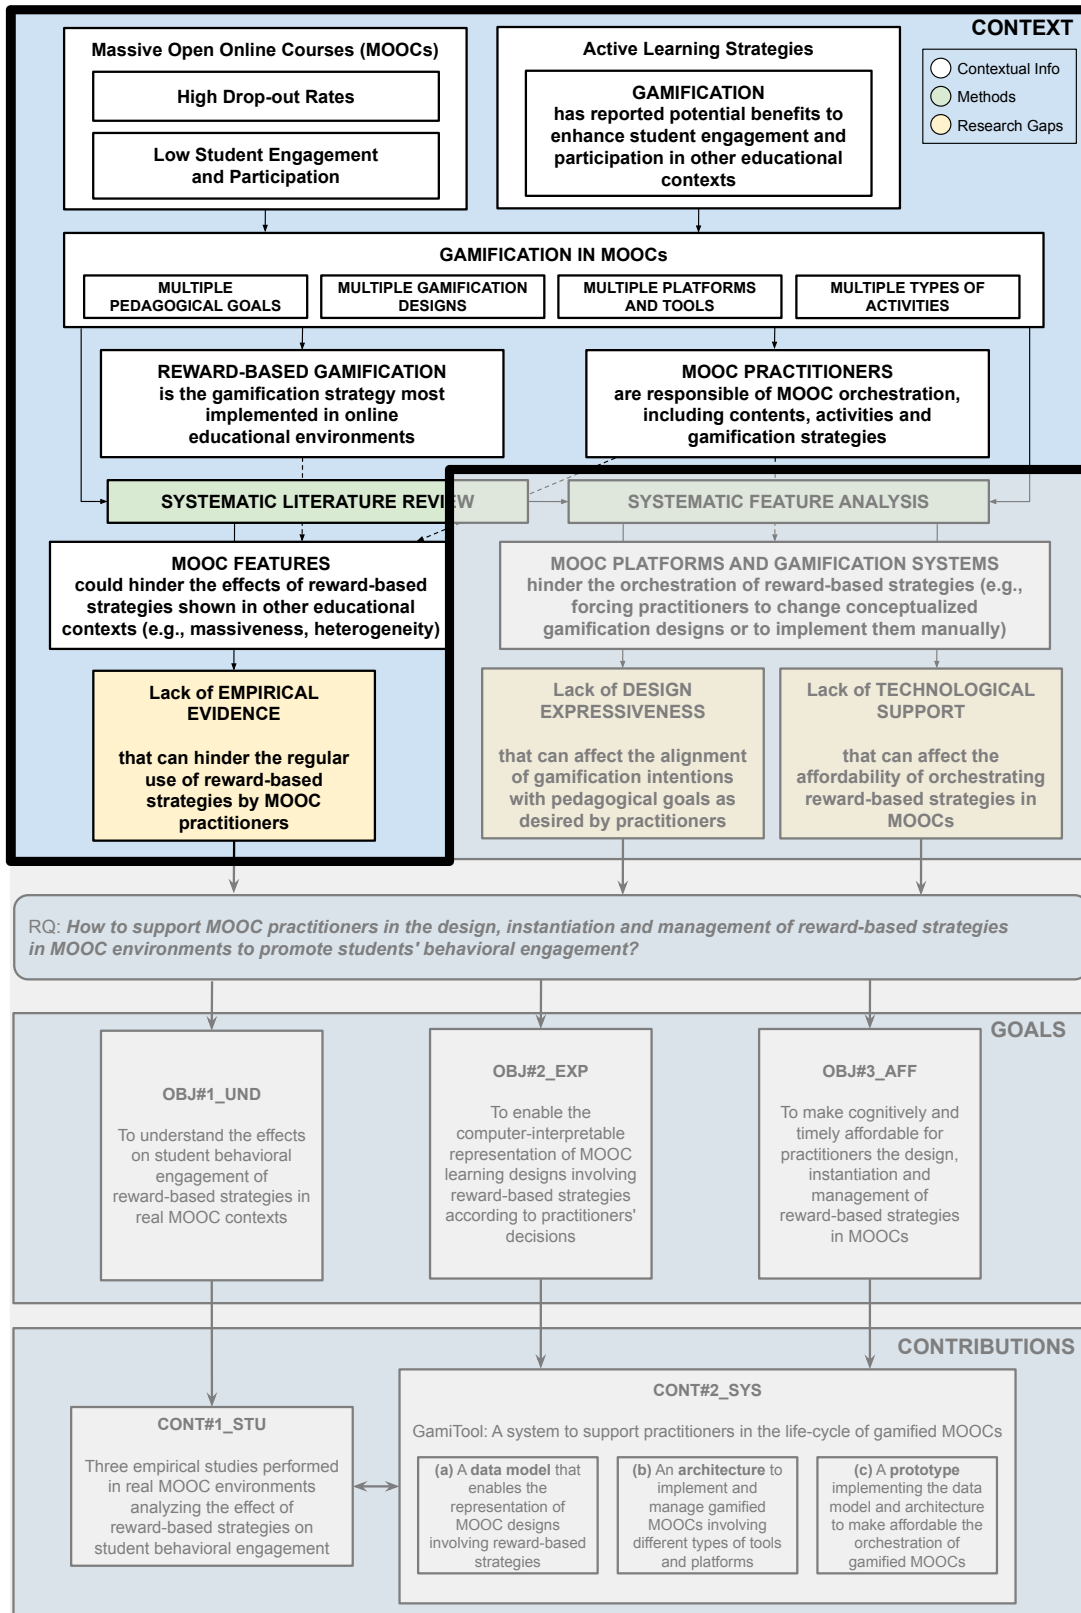 CONTEXT
Contextual Info
Methods
Research Gaps
Massive Open Online Courses (MOOCs)
High Drop-out Rates
Low Student Engagement
and Participation
Active Learning Strategies
GAMIFICATION
has reported potential benefits to
enhance student engagement and
participation in other educational
contexts
GAMIFICATION IN MOOCs
MULTIPLE
PEDAGOGICAL GOALS
MULTIPLE GAMIFICATION
DESIGNS
MULTIPLE PLATFORMS
AND TOOLS
MULTIPLE TYPES OF
ACTIVITIES
REWARD-BASED GAMIFICATION
is the gamification strategy most
implemented in online
educational environments
MOOC PRACTITIONERS
are responsible of MOOC orchestration,
including contents, activities and
gamification strategies
SYSTEMATIC LITERATURE REVIEW
SYSTEMATIC FEATURE ANALYSIS
MOOC FEATURES
could hinder the effects of reward-based
strategies shown in other educational
contexts (e.g., massiveness, heterogeneity)
MOOC PLATFORMS AND GAMIFICATION SYSTEMS
hinder the orchestration of reward-based strategies (e.g.,
forcing practitioners to change conceptualized
gamification designs or to implement them manually)
Lack of EMPIRICAL
EVIDENCE
that can hinder the regular
use of reward-based
strategies by MOOC
practitioners
Lack of DESIGN
EXPRESSIVENESS
that can affect the alignment
of gamification intentions
with pedagogical goals as
desired by practitioners
Lack of TECHNOLOGICAL
SUPPORT
that can affect the
affordability of orchestrating
reward-based strategies in
MOOCs
RQ: How to support MOOC practitioners in the design, instantiation and management of reward-based strategies
in MOOC environments to promote students' behavioral engagement?
GOALS
OBJ#1_UND
To understand the effects
on student behavioral
engagement of
reward-based strategies in
real MOOC contexts
OBJ#2_EXP
To enable the
computer-interpretable
representation of MOOC
learning designs involving
reward-based strategies
according to practitioners'
decisions
OBJ#3_AFF
To make cognitively and
timely affordable for
practitioners the design,
instantiation and
management of
reward-based strategies
in MOOCs
CONTRIBUTIONS
CONT#1_STU
Three empirical studies performed
in real MOOC environments
analyzing the effect of
reward-based strategies on
student behavioral engagement
CONT#2_SYS
GamiTool: A system to support practitioners in the life-cycle of gamified MOOCs
(a) A data model that
enables the
representation of
MOOC designs
involving reward-based
strategies
(b) An architecture to
implement and
manage gamified
MOOCs involving
different types of tools
and platforms
(c) A prototype
implementing the data
model and architecture
to make affordable the
orchestration of
gamified MOOCs